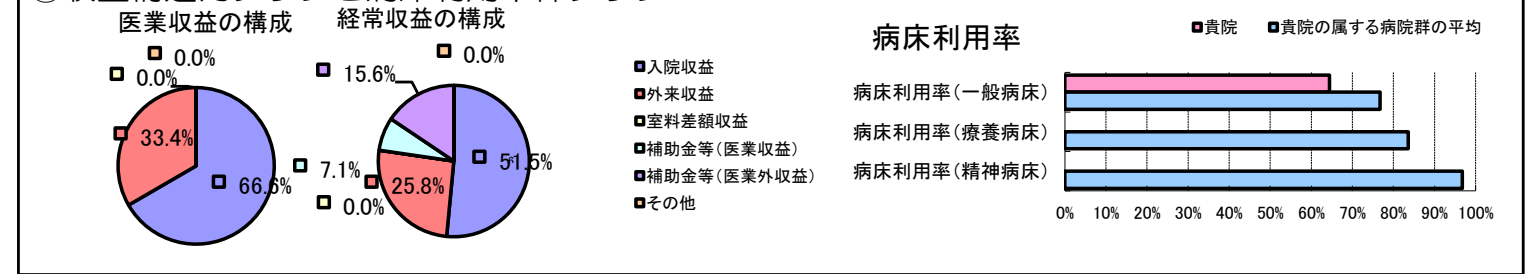 医業収益の構成
0.0%
0.0%
33.4%
66.6%
経常収益の構成
0.0%
15.6%
7.1%
0.0%
25.8%
51.5%
入院収益
外来収益
室料差額収益
補助金等(医業収益)
補助金等(医業外収益)
その他
病床利用率
貴院
貴院の属する病院群の平均
病床利用率(一般病床)
病床利用率(療養病床)
病床利用率(精神病床)
0% 10% 20% 30% 40% 50% 60% 70% 80% 90% 100%